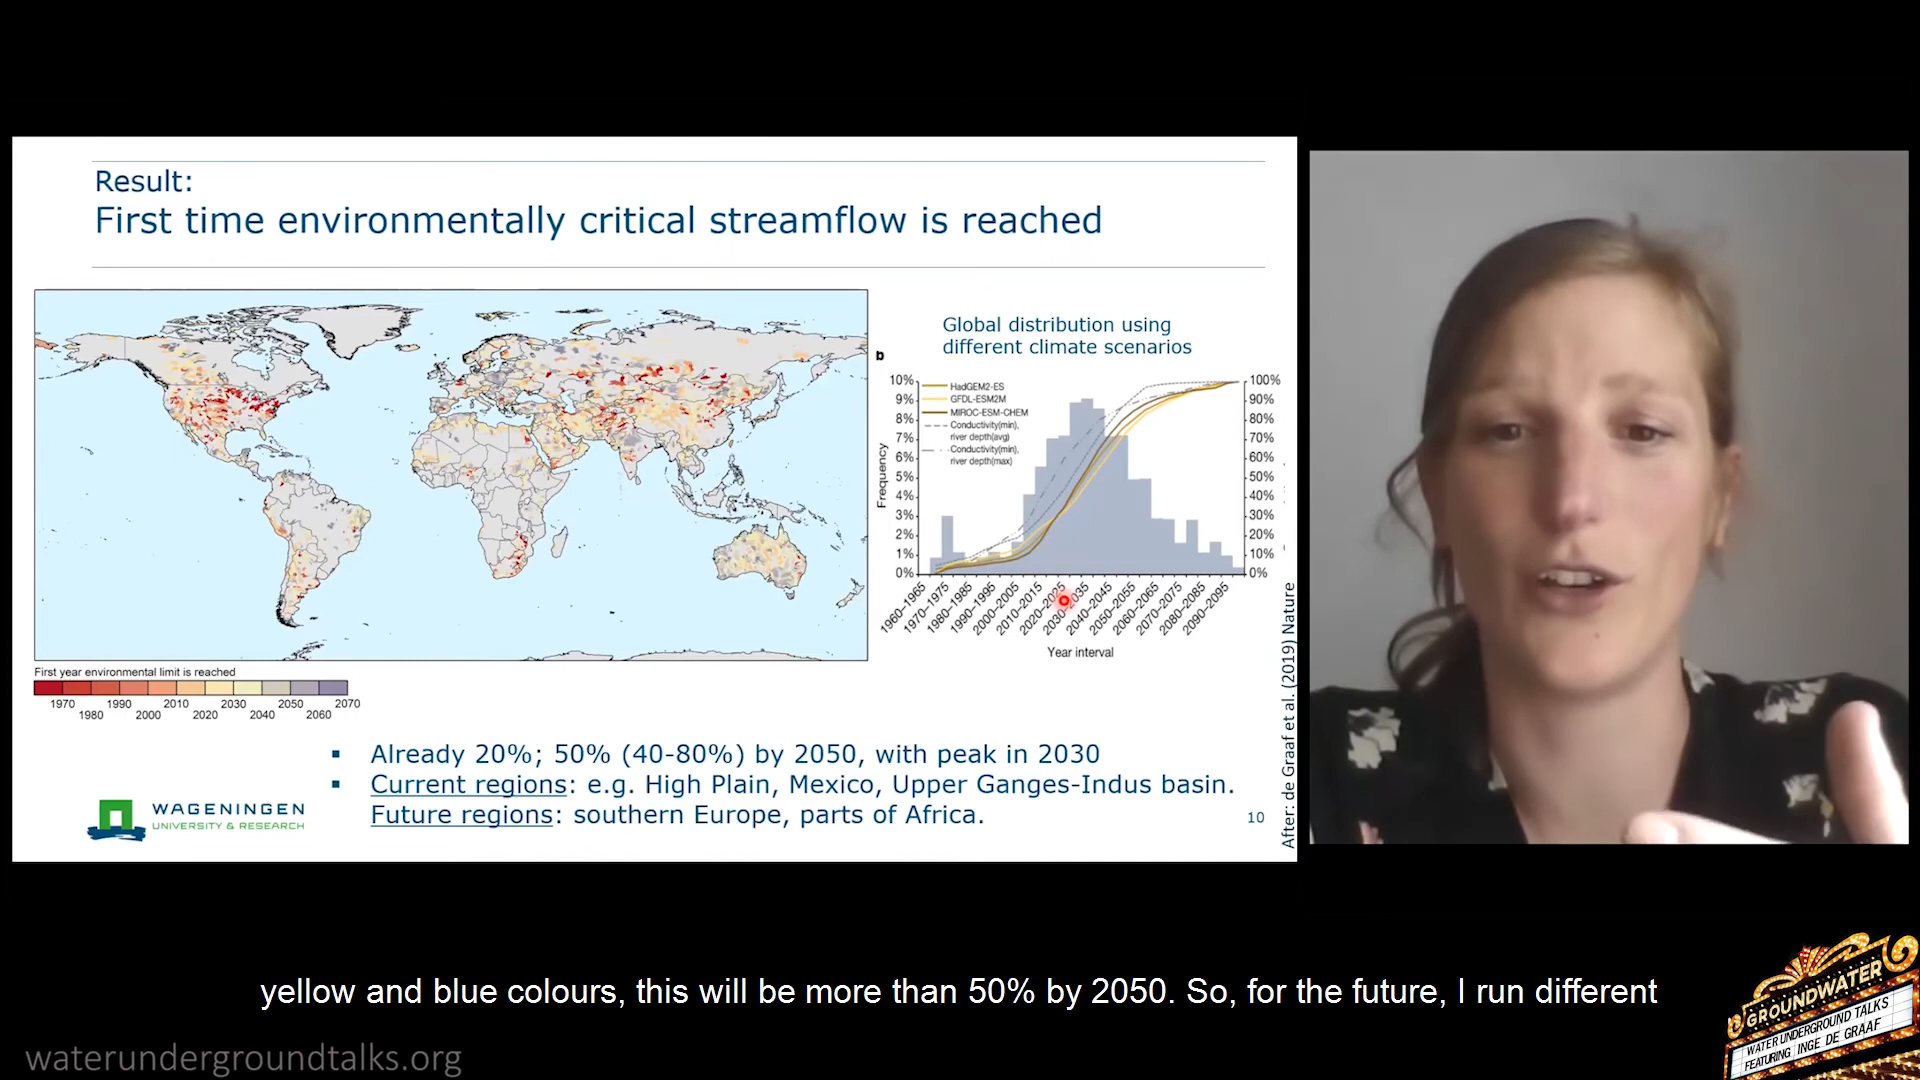 Result:
First time environmentally critical streamflow is reached
Global distribution using
different climate scenarios
b
10%
9%
8%
7%
6%
5%
4%
3%
2%
1%
0%
Frequency
HadGEM2-ES
GFDL-ESM2M
MIROC-ESM-CHEM
Conductivity(min),
river depth(avg)
Conductivity(min),
river depth(max)
100%
90%
80%
70%
60%
50%
40%
30%
20%
10%
0%
1960–1965
1970–1975
1980–1985
1990–1995
2000–2005
2010–2015
2020–2025
2030–2035
2040–2045
2050–2055
2060–2065
2070–2075
2080–2085
2090–2095
Year interval
First year environmental limit is reached
1970 1990 2010 2030 2050 2070
1980 2000 2020 2040 2060
▪ Already 20%; 50% (40-80%) by 2050, with peak in 2030
▪ Current regions: e.g. High Plain, Mexico, Upper Ganges-Indus basin.
Future regions: southern Europe, parts of Africa.
WAGENINGEN
UNIVERSITY & RESEARCH
10
After: de Graaf et al. (2019) Nature
yellow and blue colours, this will be more than 50% by 2050. So, for the future, I run different
waterundergroundtalks.org
GROUNDWATER
WATER UNDERGROUND TALKS
FEATURING INGE DE GRAAF